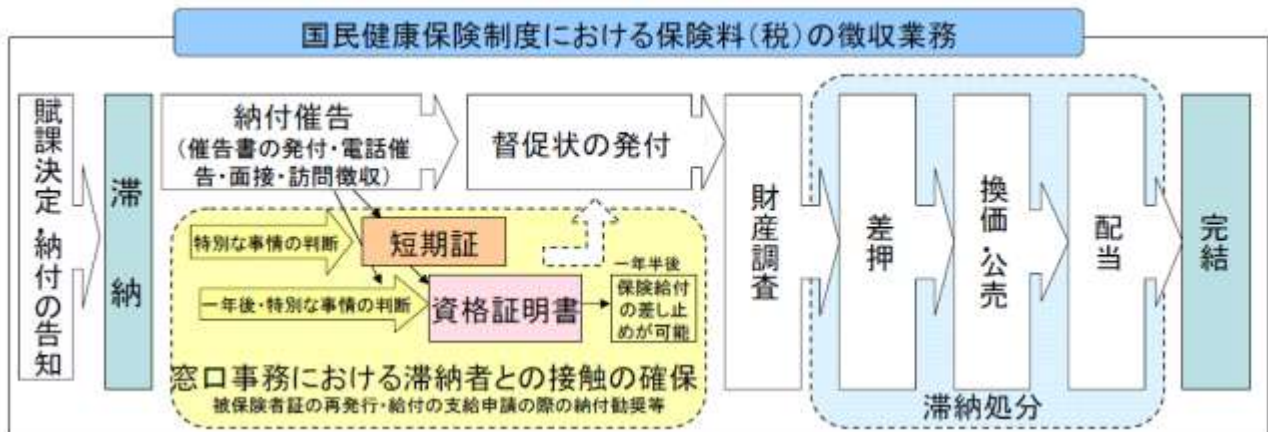 国民健康保険制度における保険料(税)の徴収業務
賦課決定・納付の告知
滞納
納付催告
(催告書の発付・電話催
告・面接・訪問徴収)
督促状の発付
特別な事情の判断
短期証
一年後・特別な事情の判断
資格証明書
一年半後
保険給付
の差し止
めが可能
窓口事務における滞納者との接触の確保
被保険者証の再発行・給付の支給申請の際の納付勧奨等
財産調査
差押
換価・公売
配当
滞納処分
完結